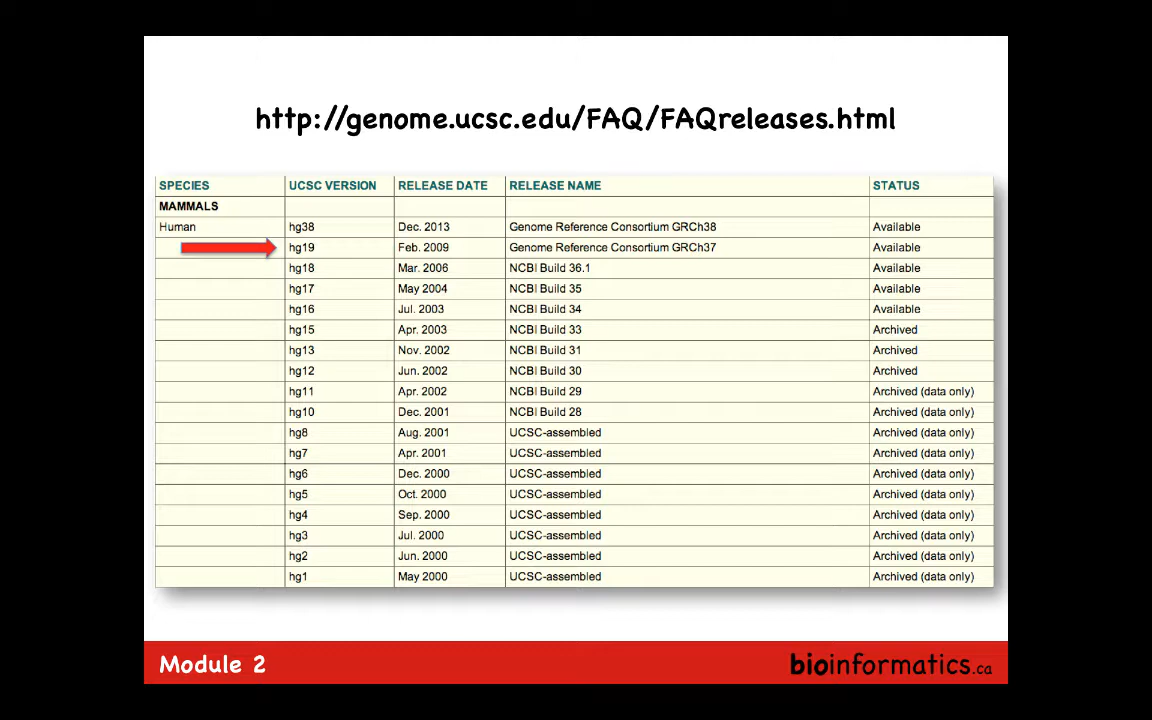 http://genome.ucsc.edu/FAQ/FAQreleases.html
SPECIES UCSC VERSION RELEASE DATE RELEASE NAME STATUS
MAMMALS
Human hg38 Dec. 2013 Genome Reference Consortium GRCh38 Available
hg19 Feb. 2009 Genome Reference Consortium GRCh37 Available
hg18 Mar. 2006 NCBI Build 36.1 Available
hg17 May 2004 NCBI Build 35 Available
hg16 Jul. 2003 NCBI Build 34 Available
hg15 Apr. 2003 NCBI Build 33 Archived
hg13 Nov. 2002 NCBI Build 31 Archived
hg12 Jun. 2002 NCBI Build 30 Archived
hg11 Apr. 2002 NCBI Build 29 Archived (data only)
hg10 Dec. 2001 NCBI Build 28 Archived (data only)
hg8 Aug. 2001 UCSC-assembled Archived (data only)
hg7 Apr. 2001 UCSC-assembled Archived (data only)
hg6 Dec. 2000 UCSC-assembled Archived (data only)
hg5 Oct. 2000 UCSC-assembled Archived (data only)
hg4 Sep. 2000 UCSC-assembled Archived (data only)
hg3 Jul. 2000 UCSC-assembled Archived (data only)
hg2 Jun. 2000 UCSC-assembled Archived (data only)
hg1 May 2000 UCSC-assembled Archived (data only)
Module 2 bioinformatics.ca